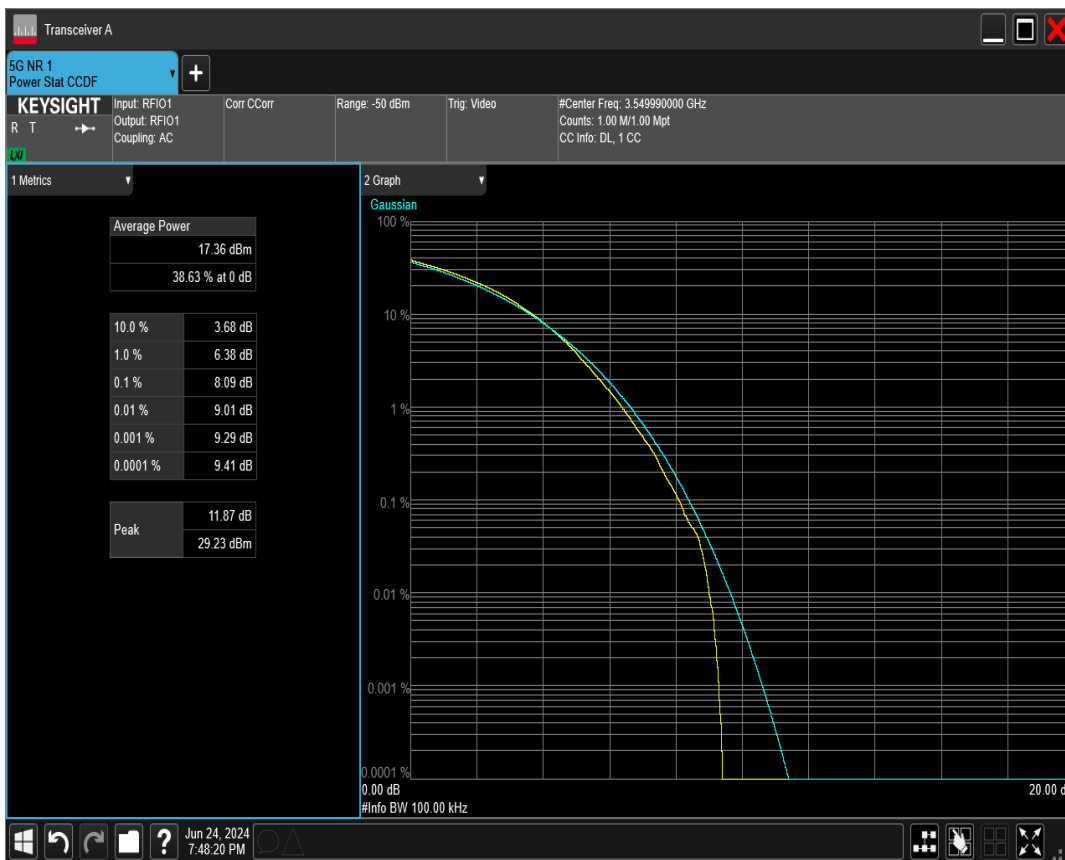 Transceiver A
5G NR 1
Power Stat CCDF
+
KEYSIGHT
R T
LXI
Input: RFIO1
Output: RFIO1
Coupling: AC
Corr CCorr
Range: -50 dBm
Trig: Video
#Center Freq: 3.549990000 GHz
Counts: 1.00 M/1.00 Mpt
CC Info: DL, 1 CC
1 Metrics
Average Power
17.36 dBm
38.63 % at 0 dB
10.0 % 3.68 dB
1.0 % 6.38 dB
0.1 % 8.09 dB
0.01 % 9.01 dB
0.001 % 9.29 dB
0.0001 % 9.41 dB
Peak
11.87 dB
29.23 dBm
2 Graph
Gaussian
100 %
10 %
1 %
0.1 %
0.01 %
0.001 %
0.0001 %
0.00 dB
20.00 d
#Info BW 100.00 kHz
?
Jun 24, 2024
7:48:20 PM